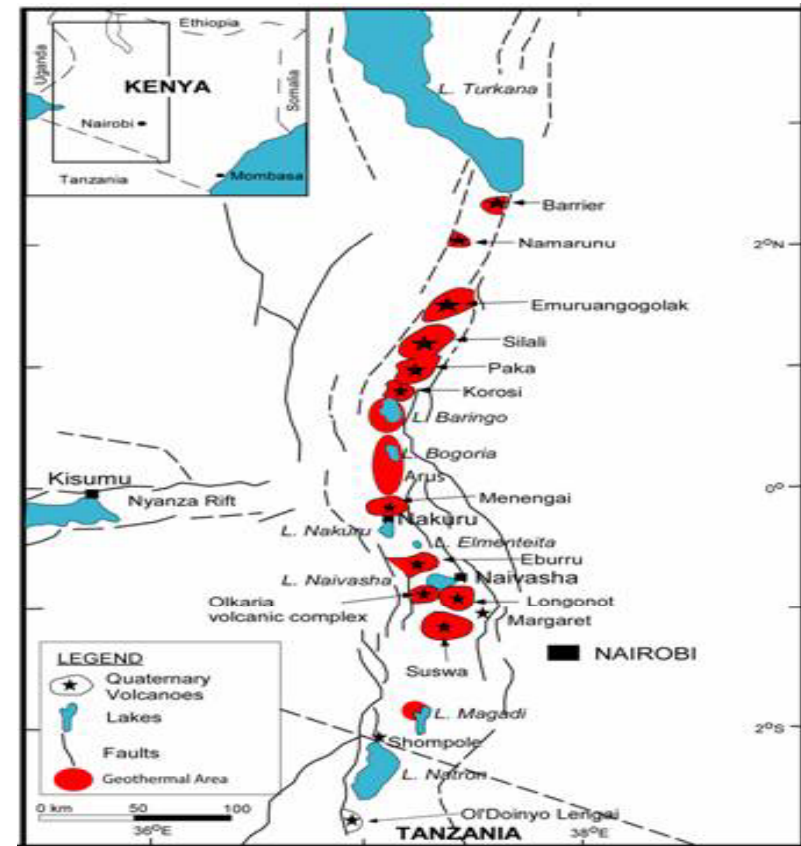 Ethiopia
Uganda
KENYA
Somalia
Nairobi
Tanzania
Mombasa
L. Turkana
Barrier
Namarunu
2°N
Emuruangogolak
Silali
Paka
Korosi
L. Baringo
L. Bogoria
Arus
Kisumu
Menengai
0°
Nyanza Rift
Nakuru
L. Nakuru
L. Elmenteita
Eburru
L. Naivasha
Naivasha
Olkaria
volcanic complex
Longonot
Margaret
NAIROBI
Suswa
LEGEND
Quaternary
Volcanoes
Lakes
Faults
Geothermal Area
0 km 50 100
L. Magadi
2°S
Shompole
L. Natron
Ol'Doinyo Lengai
36°E
TANZANIA
38°E